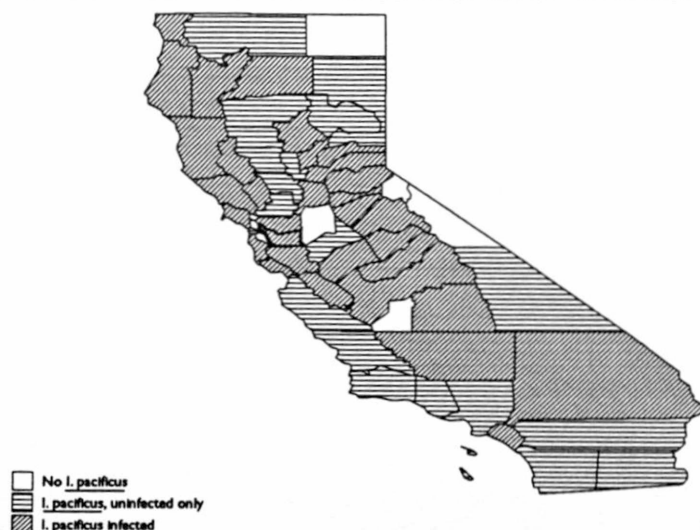 No I. pacificus
I. pacificus, uninfected only
I. pacificus infected